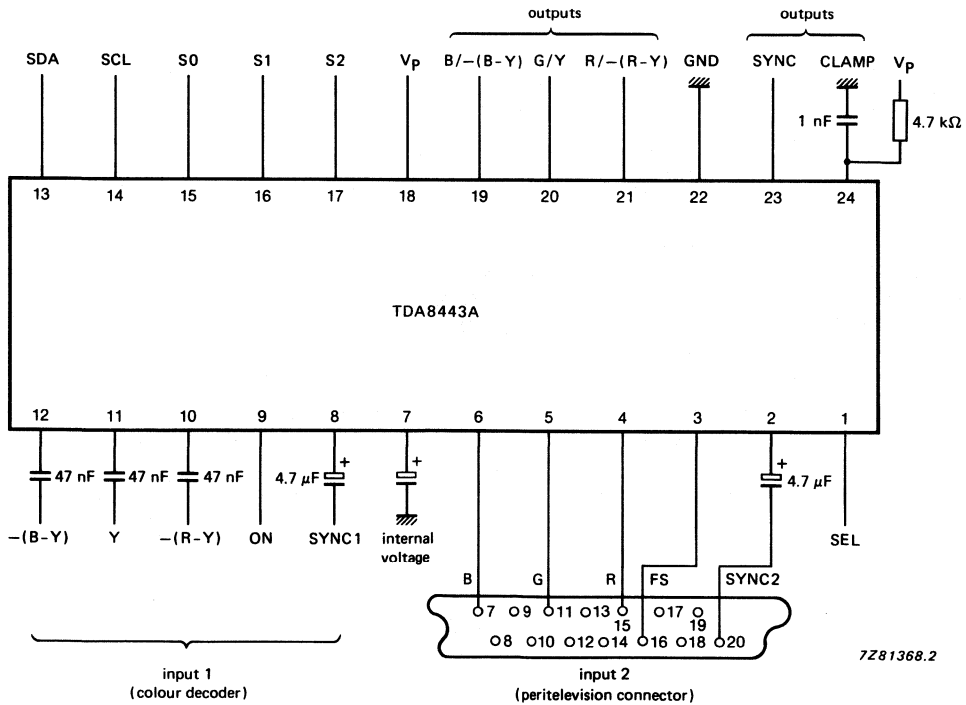 outputs outputs
SDA SCL S0 S1 S2 Vp B/−(B-Y) G/Y R/−(R-Y) GND SYNC CLAMP Vp
1 nF 4.7 kΩ
13 14 15 16 17 18 19 20 21 22 23 24
TDA8443A
12 11 10 9 8 7 6 5 4 3 2 1
47 nF 47 nF 47 nF 4.7 µF + + + 4.7 µF
−(B-Y) Y −(R-Y) ON SYNC1 internal voltage SEL
B G R FS SYNC2
7 9 11 13 15 17 19
8 10 12 14 16 18 20
input 1
(colour decoder)
input 2
(peritelevision connector)
7Z81368.2